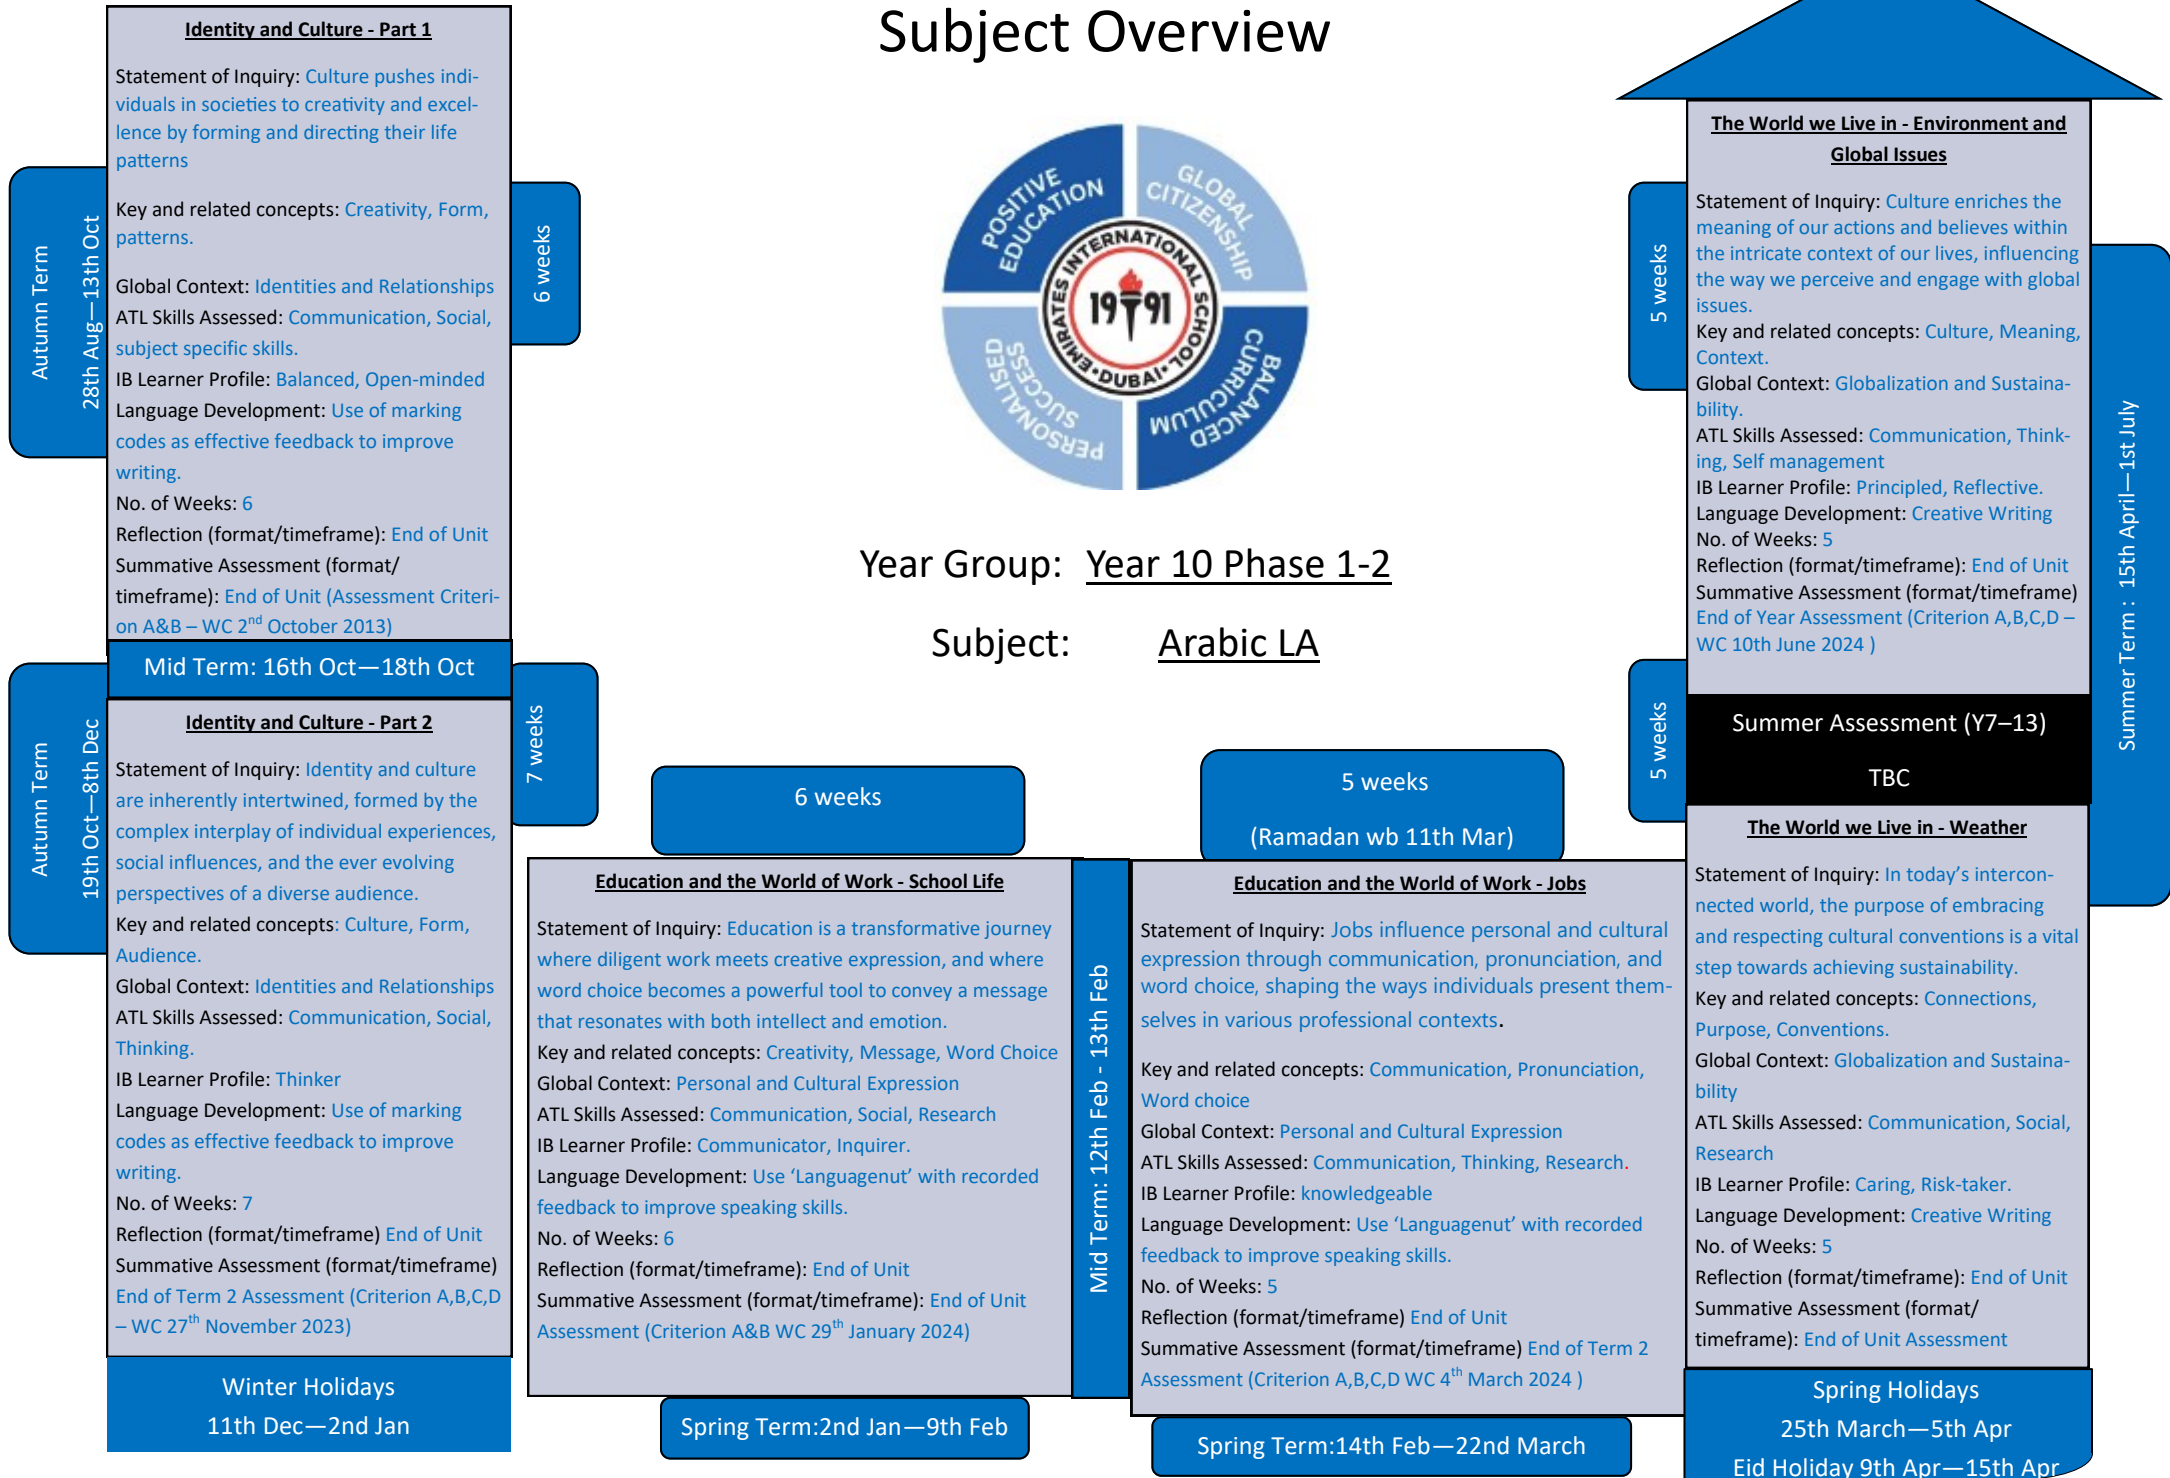 Subject Overview
POSITIVE EDUCATION
GLOBAL CITIZENSHIP
BALANCED CURRICULUM
PERSONALISED SUCCESS
EMIRATES INTERNATIONAL SCHOOL
•DUBAI•
1991
Year Group: Year 10 Phase 1-2
Subject: Arabic LA
Autumn Term
28th Aug—13th Oct
6 weeks
Identity and Culture - Part 1
Statement of Inquiry: Culture pushes indi-
viduals in societies to creativity and excel-
lence by forming and directing their life
patterns
Key and related concepts: Creativity, Form,
patterns.
Global Context: Identities and Relationships
ATL Skills Assessed: Communication, Social,
subject specific skills.
IB Learner Profile: Balanced, Open-minded
Language Development: Use of marking
codes as effective feedback to improve
writing.
No. of Weeks: 6
Reflection (format/timeframe): End of Unit
Summative Assessment (format/
timeframe): End of Unit (Assessment Criteri-
on A&B – WC 2nd October 2013)
Mid Term: 16th Oct—18th Oct
Autumn Term
19th Oct—8th Dec
7 weeks
Identity and Culture - Part 2
Statement of Inquiry: Identity and culture
are inherently intertwined, formed by the
complex interplay of individual experiences,
social influences, and the ever evolving
perspectives of a diverse audience.
Key and related concepts: Culture, Form,
Audience.
Global Context: Identities and Relationships
ATL Skills Assessed: Communication, Social,
Thinking.
IB Learner Profile: Thinker
Language Development: Use of marking
codes as effective feedback to improve
writing.
No. of Weeks: 7
Reflection (format/timeframe) End of Unit
Summative Assessment (format/timeframe)
End of Term 2 Assessment (Criterion A,B,C,D
– WC 27th November 2023)
Winter Holidays
11th Dec—2nd Jan
6 weeks
Education and the World of Work - School Life
Statement of Inquiry: Education is a transformative journey
where diligent work meets creative expression, and where
word choice becomes a powerful tool to convey a message
that resonates with both intellect and emotion.
Key and related concepts: Creativity, Message, Word Choice
Global Context: Personal and Cultural Expression
ATL Skills Assessed: Communication, Social, Research
IB Learner Profile: Communicator, Inquirer.
Language Development: Use ‘Languagenut’ with recorded
feedback to improve speaking skills.
No. of Weeks: 6
Reflection (format/timeframe): End of Unit
Summative Assessment (format/timeframe): End of Unit
Assessment (Criterion A&B WC 29th January 2024)
Spring Term:2nd Jan—9th Feb
Mid Term: 12th Feb - 13th Feb
5 weeks
(Ramadan wb 11th Mar)
Education and the World of Work - Jobs
Statement of Inquiry: Jobs influence personal and cultural
expression through communication, pronunciation, and
word choice, shaping the ways individuals present them-
selves in various professional contexts.
Key and related concepts: Communication, Pronunciation,
Word choice
Global Context: Personal and Cultural Expression
ATL Skills Assessed: Communication, Thinking, Research.
IB Learner Profile: knowledgeable
Language Development: Use ‘Languagenut’ with recorded
feedback to improve speaking skills.
No. of Weeks: 5
Reflection (format/timeframe) End of Unit
Summative Assessment (format/timeframe) End of Term 2
Assessment (Criterion A,B,C,D WC 4th March 2024 )
Spring Term:14th Feb—22nd March
5 weeks
The World we Live in - Environment and
Global Issues
Statement of Inquiry: Culture enriches the
meaning of our actions and believes within
the intricate context of our lives, influencing
the way we perceive and engage with global
issues.
Key and related concepts: Culture, Meaning,
Context.
Global Context: Globalization and Sustaina-
bility.
ATL Skills Assessed: Communication, Think-
ing, Self management
IB Learner Profile: Principled, Reflective.
Language Development: Creative Writing
No. of Weeks: 5
Reflection (format/timeframe): End of Unit
Summative Assessment (format/timeframe)
End of Year Assessment (Criterion A,B,C,D –
WC 10th June 2024 )
Summer Term : 15th April—1st July
Summer Assessment (Y7–13)
TBC
5 weeks
The World we Live in - Weather
Statement of Inquiry: In today’s intercon-
nected world, the purpose of embracing
and respecting cultural conventions is a vital
step towards achieving sustainability.
Key and related concepts: Connections,
Purpose, Conventions.
Global Context: Globalization and Sustaina-
bility
ATL Skills Assessed: Communication, Social,
Research
IB Learner Profile: Caring, Risk-taker.
Language Development: Creative Writing
No. of Weeks: 5
Reflection (format/timeframe): End of Unit
Summative Assessment (format/
timeframe): End of Unit Assessment
Spring Holidays
25th March—5th Apr
Eid Holiday 9th Apr—15th Apr